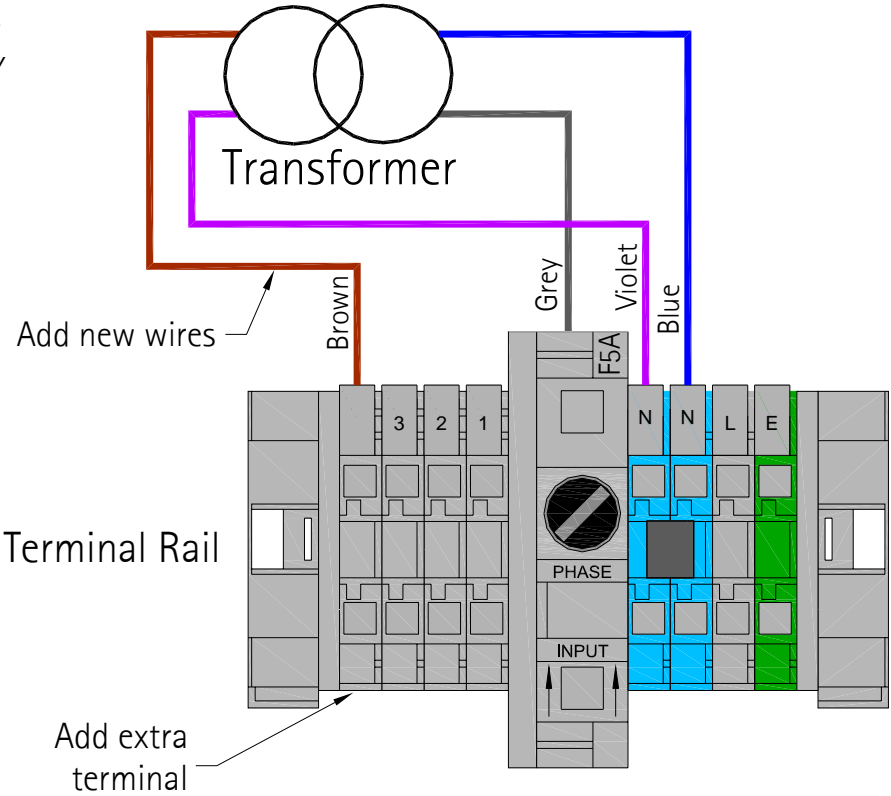 Transformer
Add new wires
Brown
Grey
Violet
Blue
F5A
3 2 1 N N L E
Terminal Rail
PHASE
INPUT
Add extra
terminal